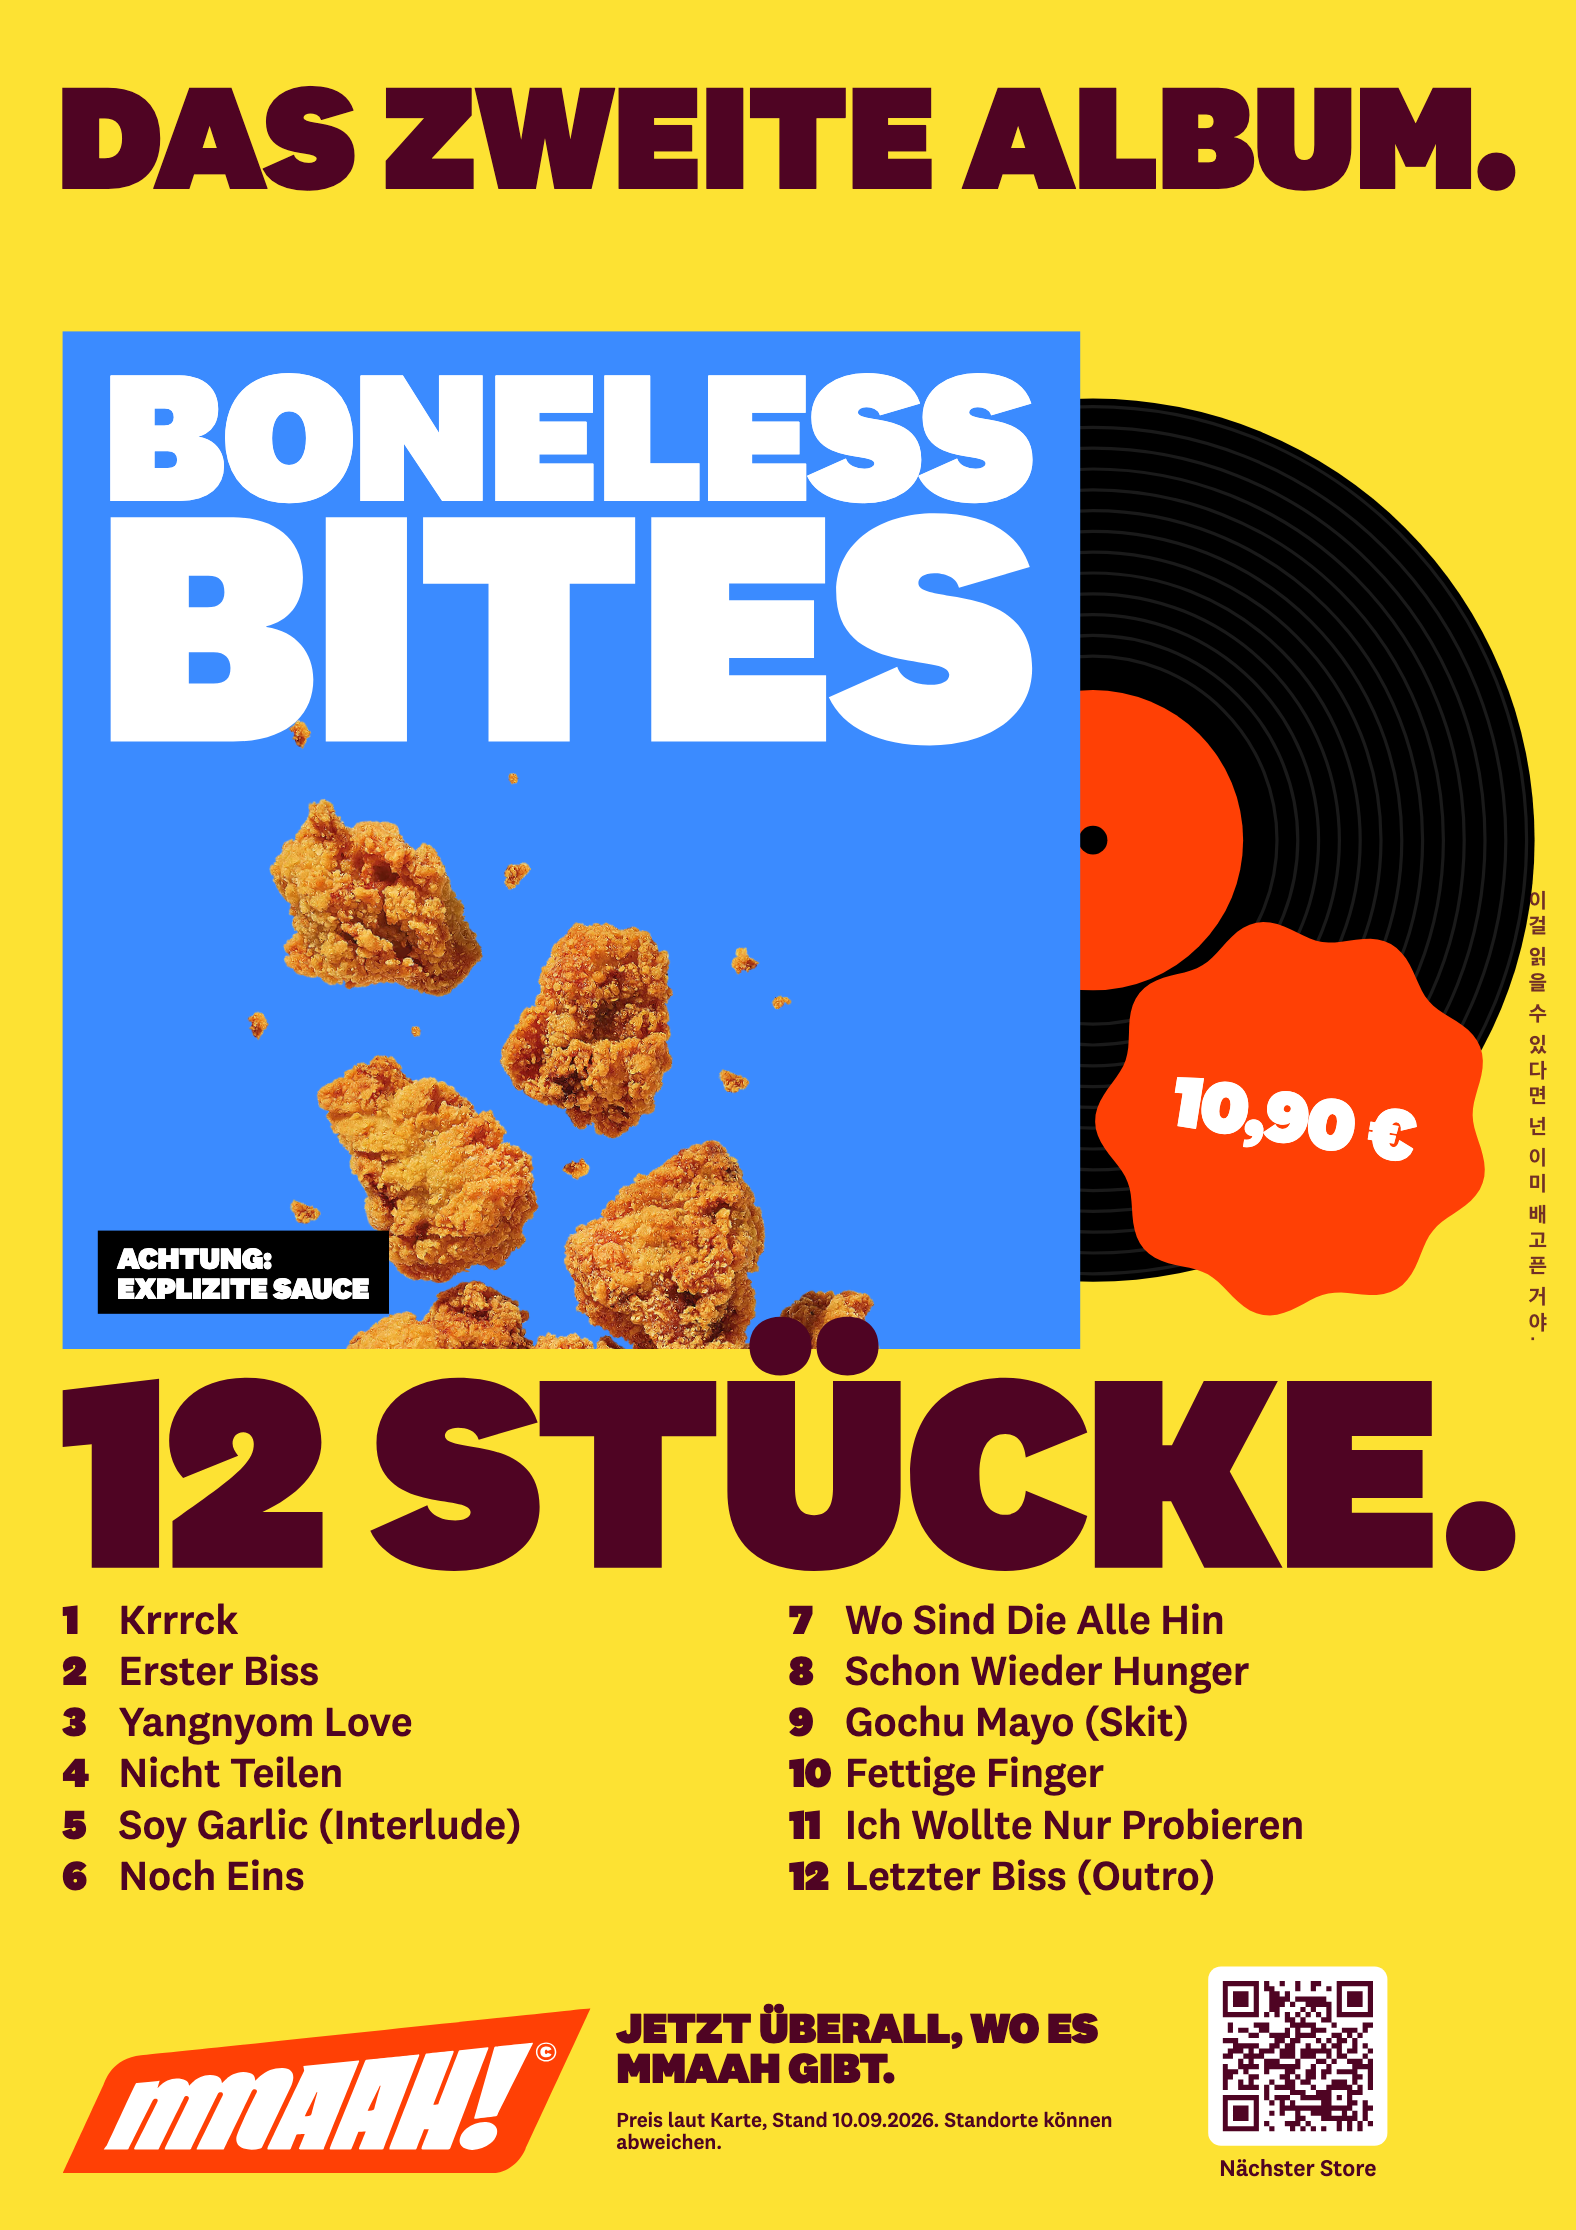 DAS ZWEITE ALBUM.
BONELESS
BITES
ACHTUNG:
EXPLIZITE SAUCE
10,90 €
이걸 읽을 수 있다면 넌 이미 배고픈 거야.
12 STÜCKE.
1 Krrrck
2 Erster Biss
3 Yangnyom Love
4 Nicht Teilen
5 Soy Garlic (Interlude)
6 Noch Eins
7 Wo Sind Die Alle Hin
8 Schon Wieder Hunger
9 Gochu Mayo (Skit)
10 Fettige Finger
11 Ich Wollte Nur Probieren
12 Letzter Biss (Outro)
mmAAH! ©
JETZT ÜBERALL, WO ES
MMAAH GIBT.
Preis laut Karte, Stand 10.09.2026. Standorte können
abweichen.
Nächster Store